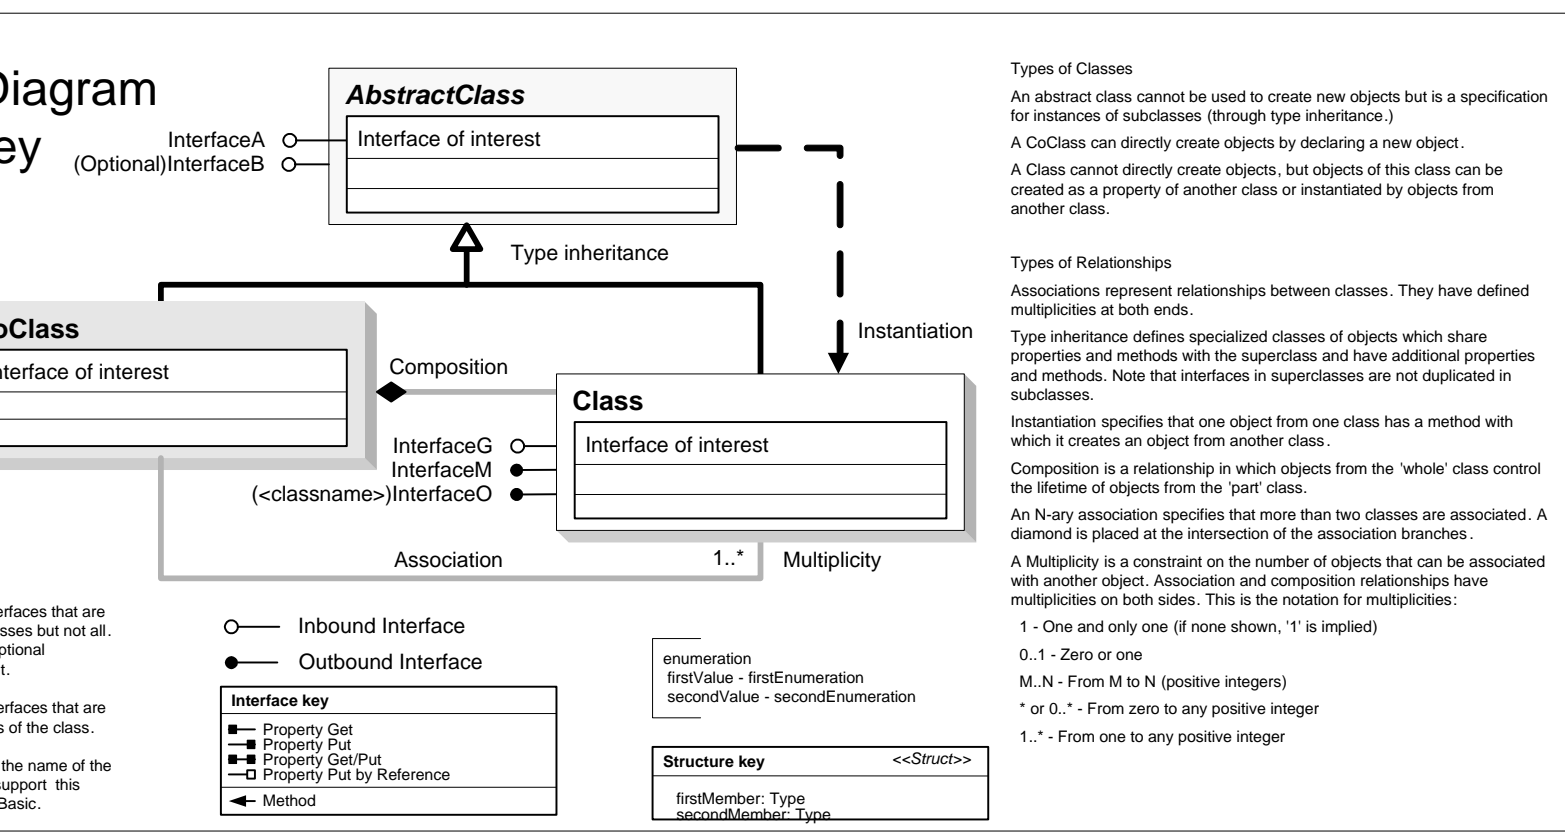 Diagram
ey
AbstractClass
Interface of interest
InterfaceA
(Optional)InterfaceB
Type inheritance
Instantiation
oClass
nterface of interest
Composition
Class
Interface of interest
InterfaceG
InterfaceM
(<classname>)InterfaceO
Association
1..*
Multiplicity
erfaces that are
sses but not all.
ptional
t.
erfaces that are
s of the class.
the name of the
support this
Basic.
Inbound Interface
Outbound Interface
Interface key
Property Get
Property Put
Property Get/Put
Property Put by Reference
Method
enumeration
firstValue - firstEnumeration
secondValue - secondEnumeration
Structure key <<Struct>>
firstMember: Type
secondMember: Type
Types of Classes
An abstract class cannot be used to create new objects but is a specification
for instances of subclasses (through type inheritance.)
A CoClass can directly create objects by declaring a new object.
A Class cannot directly create objects, but objects of this class can be
created as a property of another class or instantiated by objects from
another class.
Types of Relationships
Associations represent relationships between classes. They have defined
multiplicities at both ends.
Type inheritance defines specialized classes of objects which share
properties and methods with the superclass and have additional properties
and methods. Note that interfaces in superclasses are not duplicated in
subclasses.
Instantiation specifies that one object from one class has a method with
which it creates an object from another class.
Composition is a relationship in which objects from the 'whole' class control
the lifetime of objects from the 'part' class.
An N-ary association specifies that more than two classes are associated. A
diamond is placed at the intersection of the association branches.
A Multiplicity is a constraint on the number of objects that can be associated
with another object. Association and composition relationships have
multiplicities on both sides. This is the notation for multiplicities:
1 - One and only one (if none shown, '1' is implied)
0..1 - Zero or one
M..N - From M to N (positive integers)
* or 0..* - From zero to any positive integer
1..* - From one to any positive integer